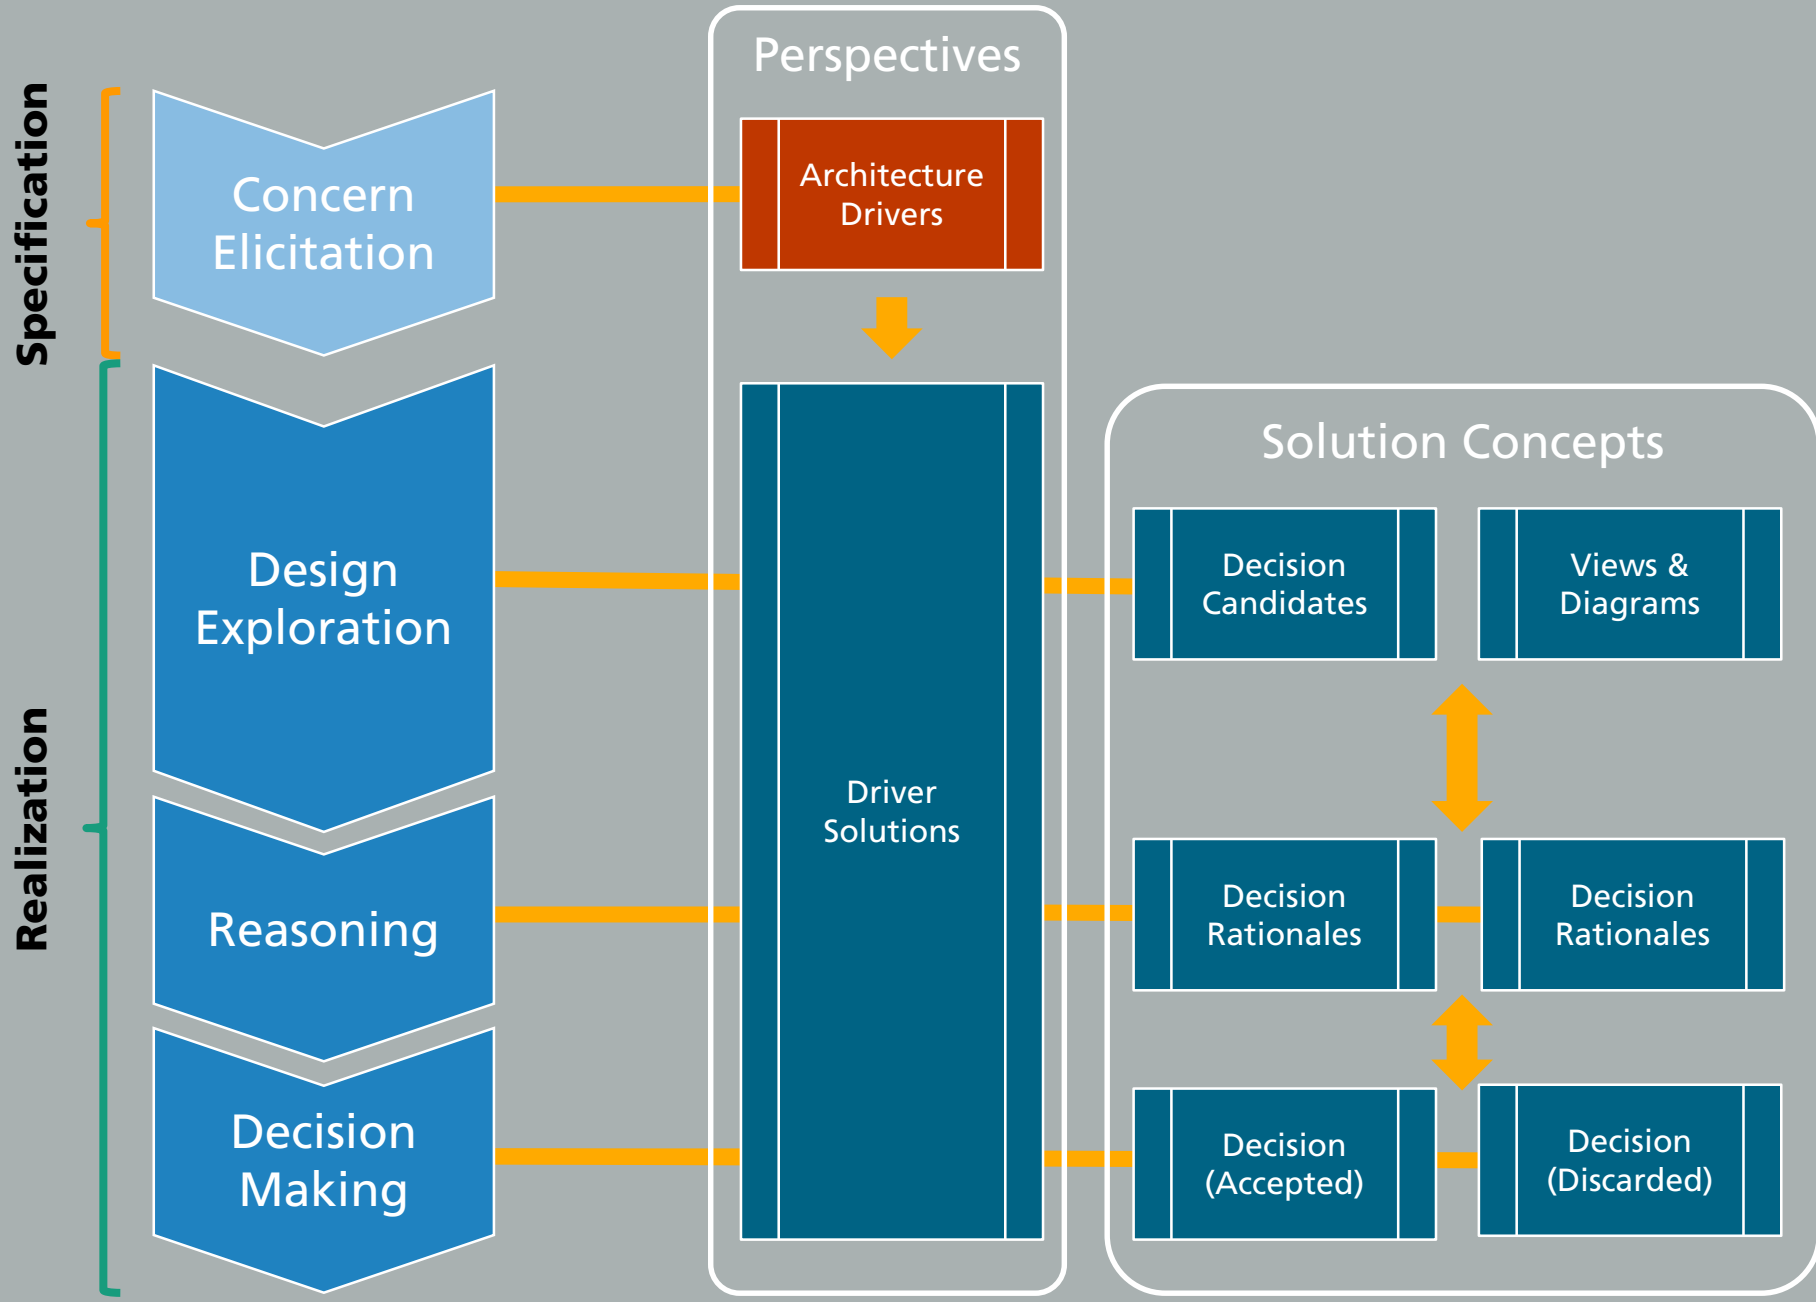 Perspectives
Specification
Concern
Elicitation
Architecture
Drivers
Realization
Design
Exploration
Reasoning
Decision
Making
Driver
Solutions
Solution Concepts
Decision
Candidates
Views &
Diagrams
Decision
Rationales
Decision
Rationales
Decision
(Accepted)
Decision
(Discarded)